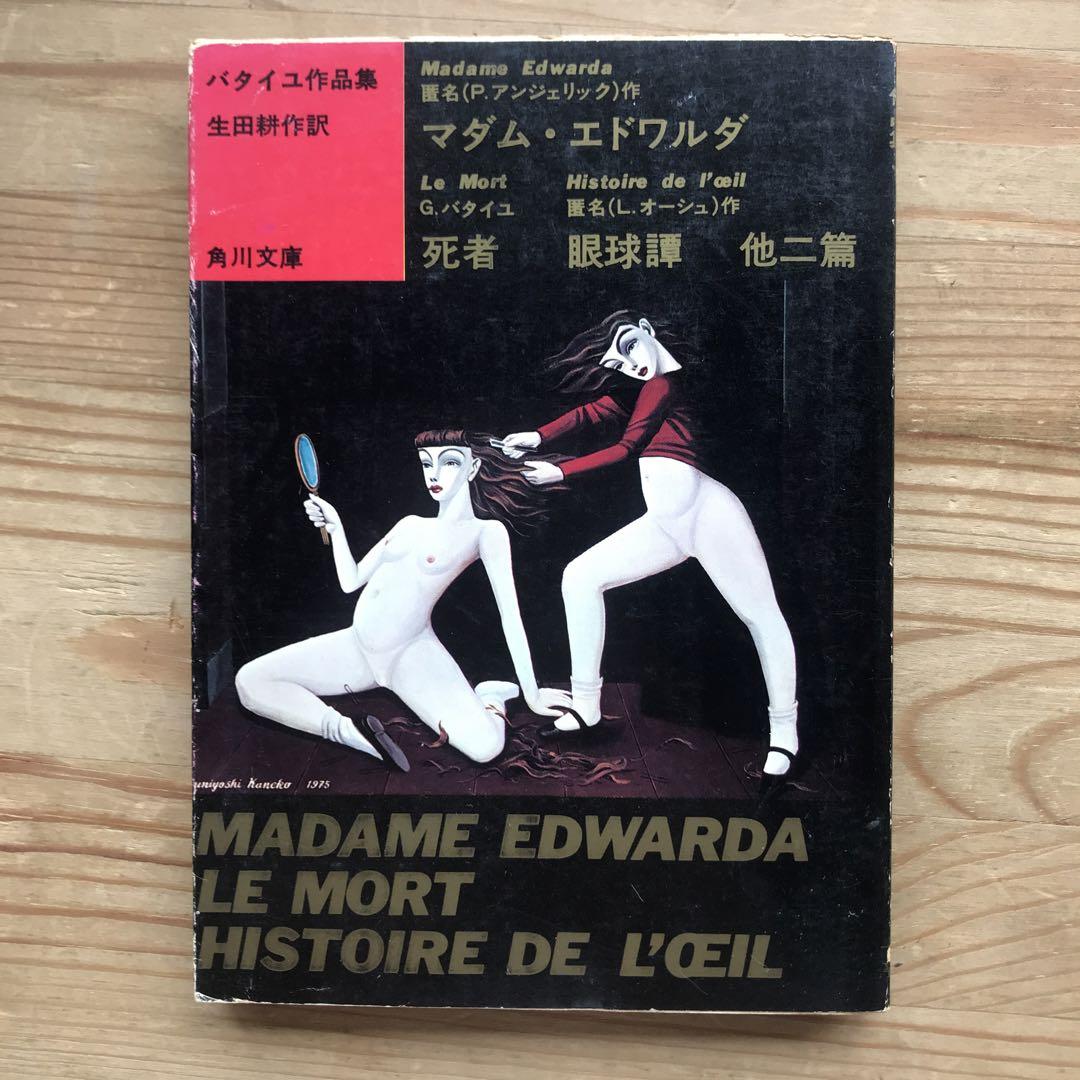 バタイユ作品集
生田耕作訳
角川文庫
Madame Edwarda
匿名(P.アンジェリック)作
マダム・エドワルダ
Le Mort
G.バタイユ
死者
Histoire de l'œil
匿名(L.オーシュ)作
眼球譚
他二篇
uniyoshi Kaneko 1975
MADAME EDWARDA
LE MORT
HISTOIRE DE L'ŒIL